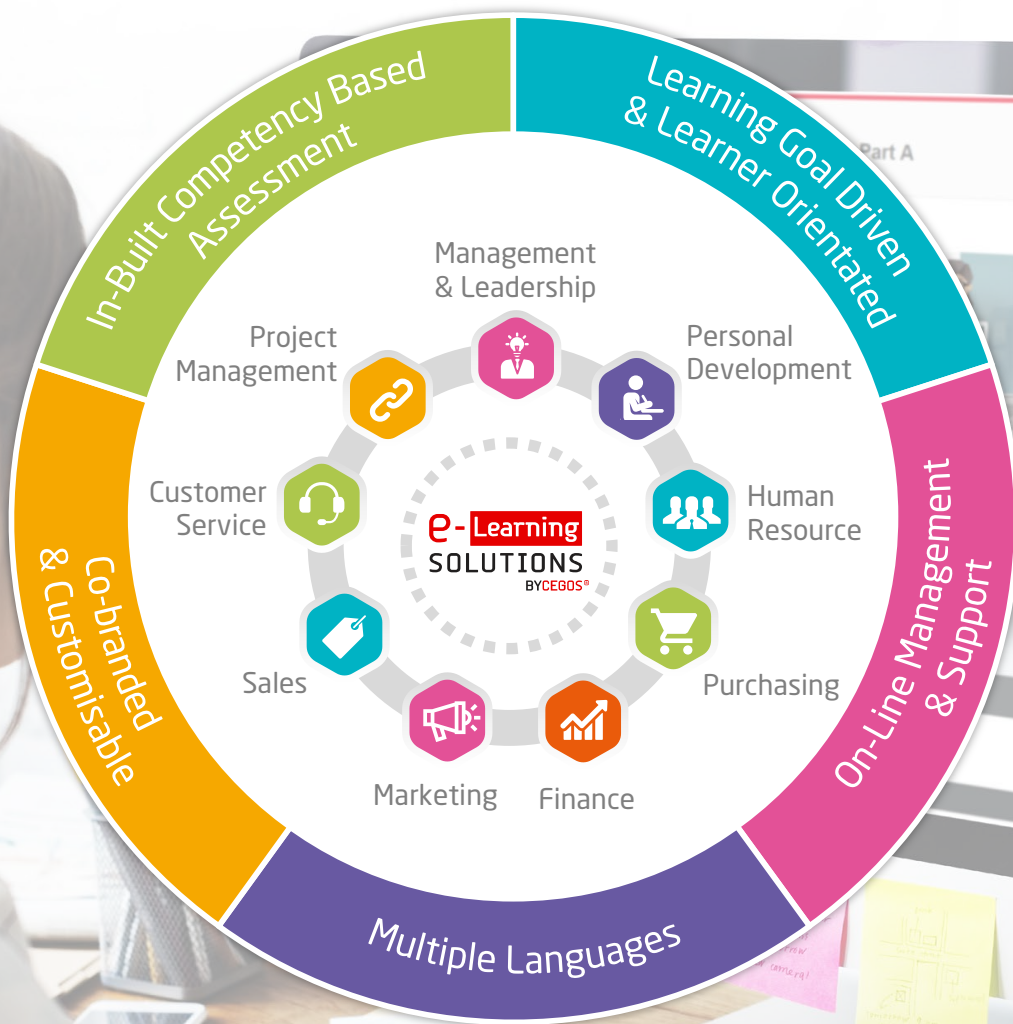 In-Built Competency Based
Assessment
Learning Goal Driven
& Learner Orientated
Part A
Management
& Leadership
Project
Management
Personal
Development
Customer
Service
Human
Resource
e-Learning
SOLUTIONS
BYCEGOS®
On-Line Management
& Support
Co-branded
& Customisable
Sales
Purchasing
Marketing
Finance
Multiple Languages